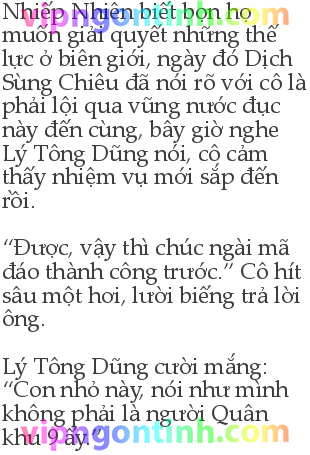 vipngontinh.com
Nhiếp Nhiên biết bọn họ
muốn giải quyết những thế
lực ở biên giới, ngày đó Dịch
Sùng Chiêu đã nói rõ với cô là
phải lội qua vũng nước đục
này đến cùng, bây giờ nghe
Lý Tông Dũng nói, cô cảm
thấy nhiệm vụ mới sắp đến
rồi.
“Được, vậy thì chúc ngài mã
đáo thành công trước.” Cô hít
sâu một hơi, lười biếng trả lời
ông.
Lý Tông Dũng cười mắng:
“Con nhỏ này, nói như mình
không phải là người Quân
khu 9 ấy.”
vipngontinh.com